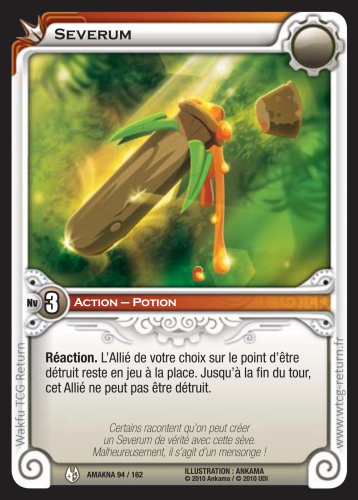 Severum
Nv 3
Action – Potion
Réaction. L'Allié de votre choix sur le point d'être
détruit reste en jeu à la place. Jusqu'à la fin du tour,
cet Allié ne peut pas être détruit.
Certains racontent qu'on peut créer
un Severum de vérité avec cette sève.
Malheureusement, il s'agit d'un mensonge !
AMAKNA 94 / 162
ILLUSTRATION : ANKAMA
© 2010 Ankama / © 2010 UDI
Wakfu TCG Return
www.wtcg-return.fr